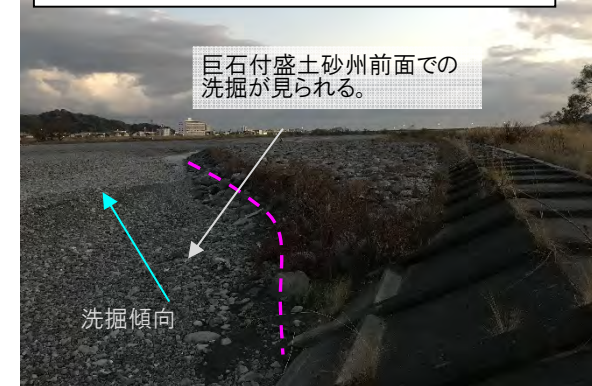 巨石付盛土砂州前面での
洗掘が見られる。
洗掘傾向